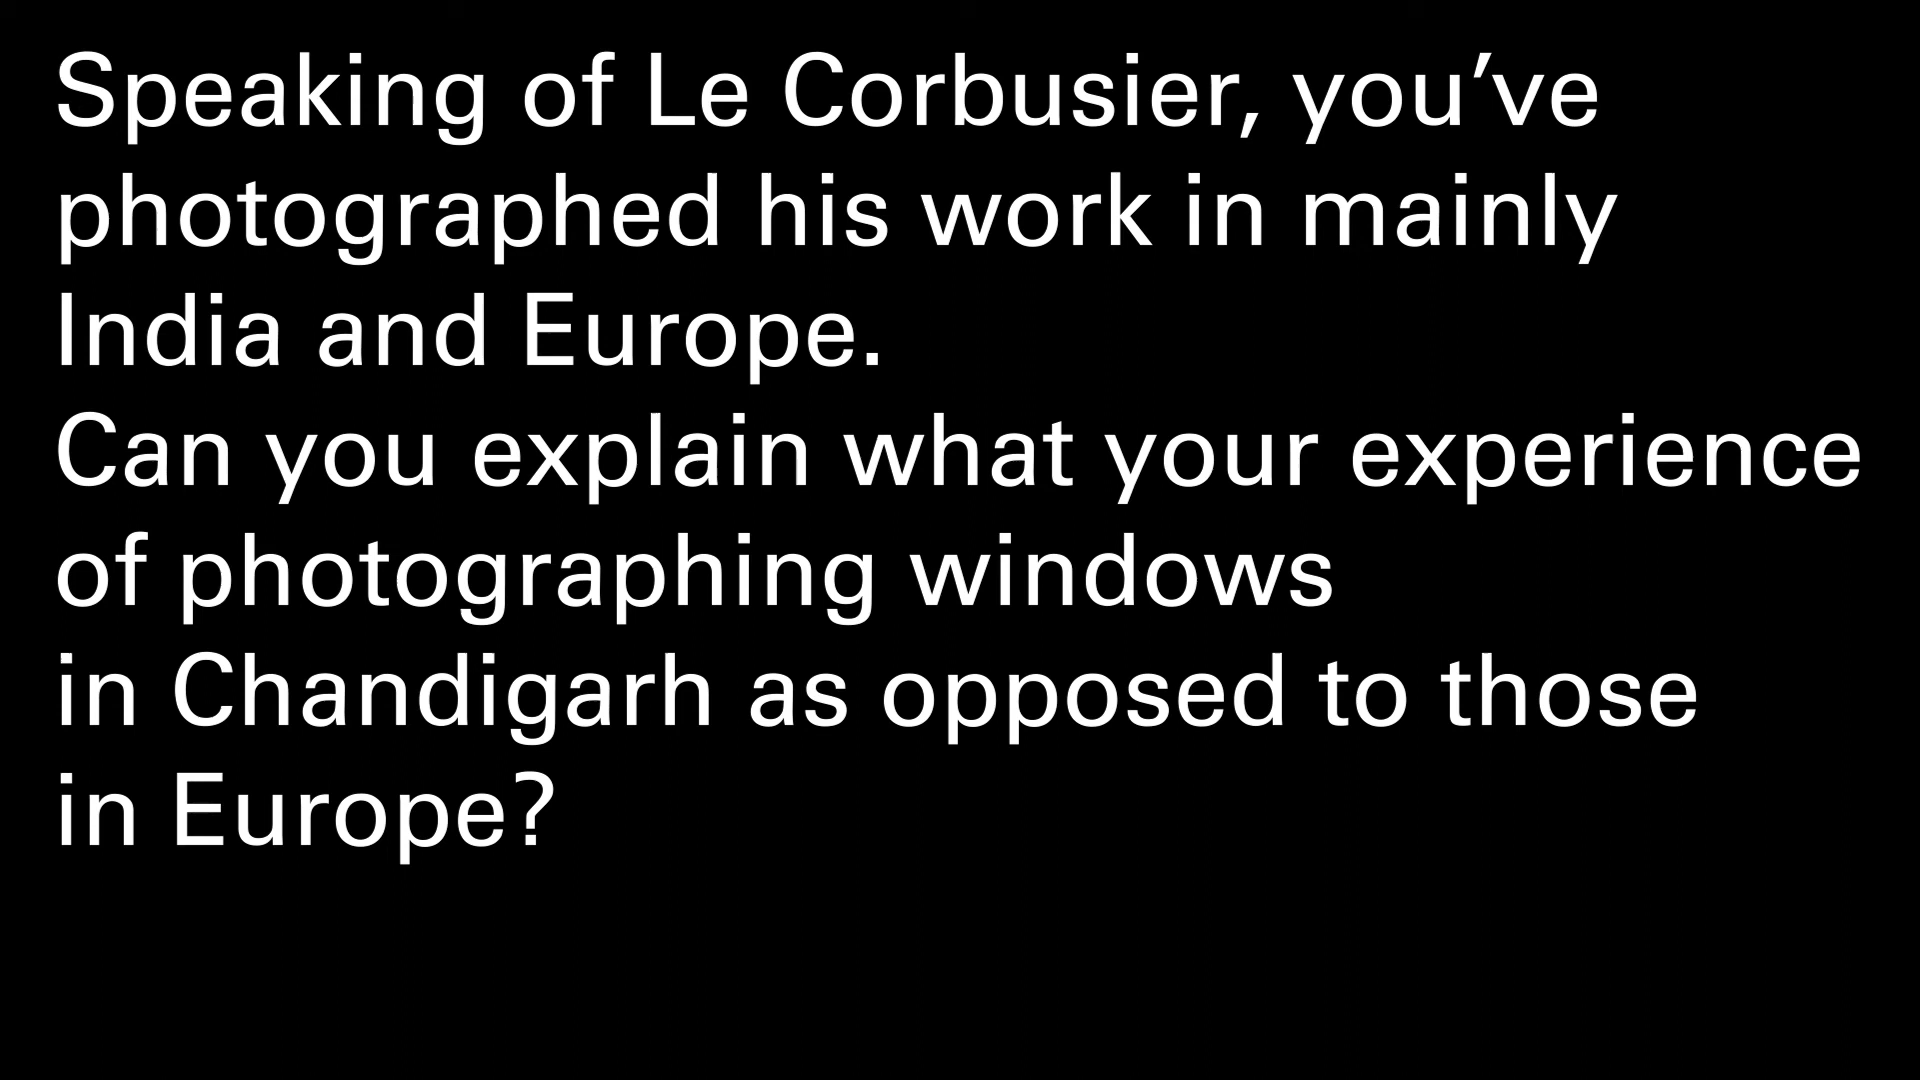 Speaking of Le Corbusier, you’ve
photographed his work in mainly
India and Europe.
Can you explain what your experience
of photographing windows
in Chandigarh as opposed to those
in Europe?